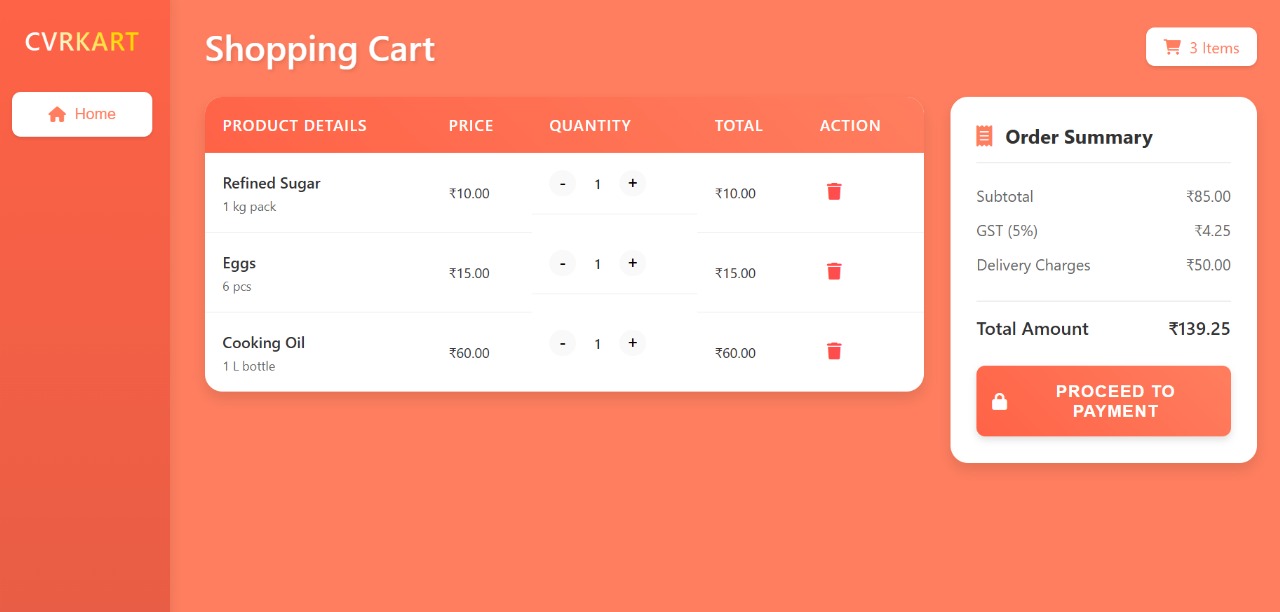 CVRKART
Home
Shopping Cart
3 Items
PRODUCT DETAILS PRICE QUANTITY TOTAL ACTION
Refined Sugar
1 kg pack
₹10.00 - 1 + ₹10.00
Eggs
6 pcs
₹15.00 - 1 + ₹15.00
Cooking Oil
1 L bottle
₹60.00 - 1 + ₹60.00
Order Summary
Subtotal ₹85.00
GST (5%) ₹4.25
Delivery Charges ₹50.00
Total Amount ₹139.25
PROCEED TO
PAYMENT